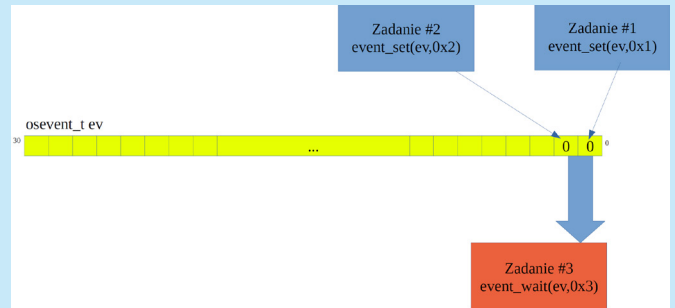 Zadanie #2
event_set(ev,0x2)
Zadanie #1
event_set(ev,0x1)
osevent_t ev
30
...
0 0
0
Zadanie #3
event_wait(ev,0x3)